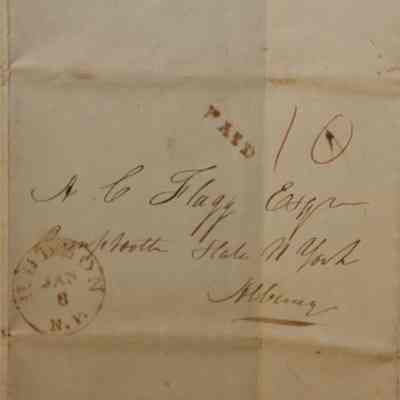 PAID
10
A C Flagg Esqr
Comptroller State N York
Albany
HUDSON
JAN
8
N.Y.